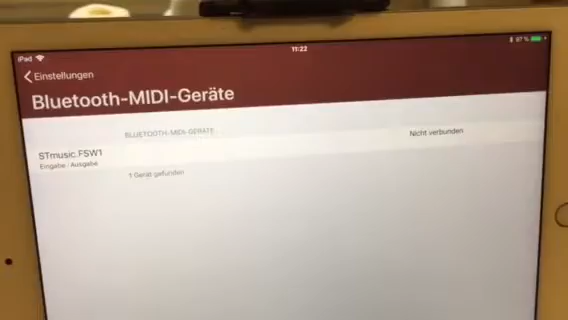 iPad
11:22
97 %
Einstellungen
Bluetooth-MIDI-Geräte
BLUETOOTH-MIDI-GERÄTE
STmusic.FSW1
Nicht verbunden
Eingabe / Ausgabe
1 Gerät gefunden